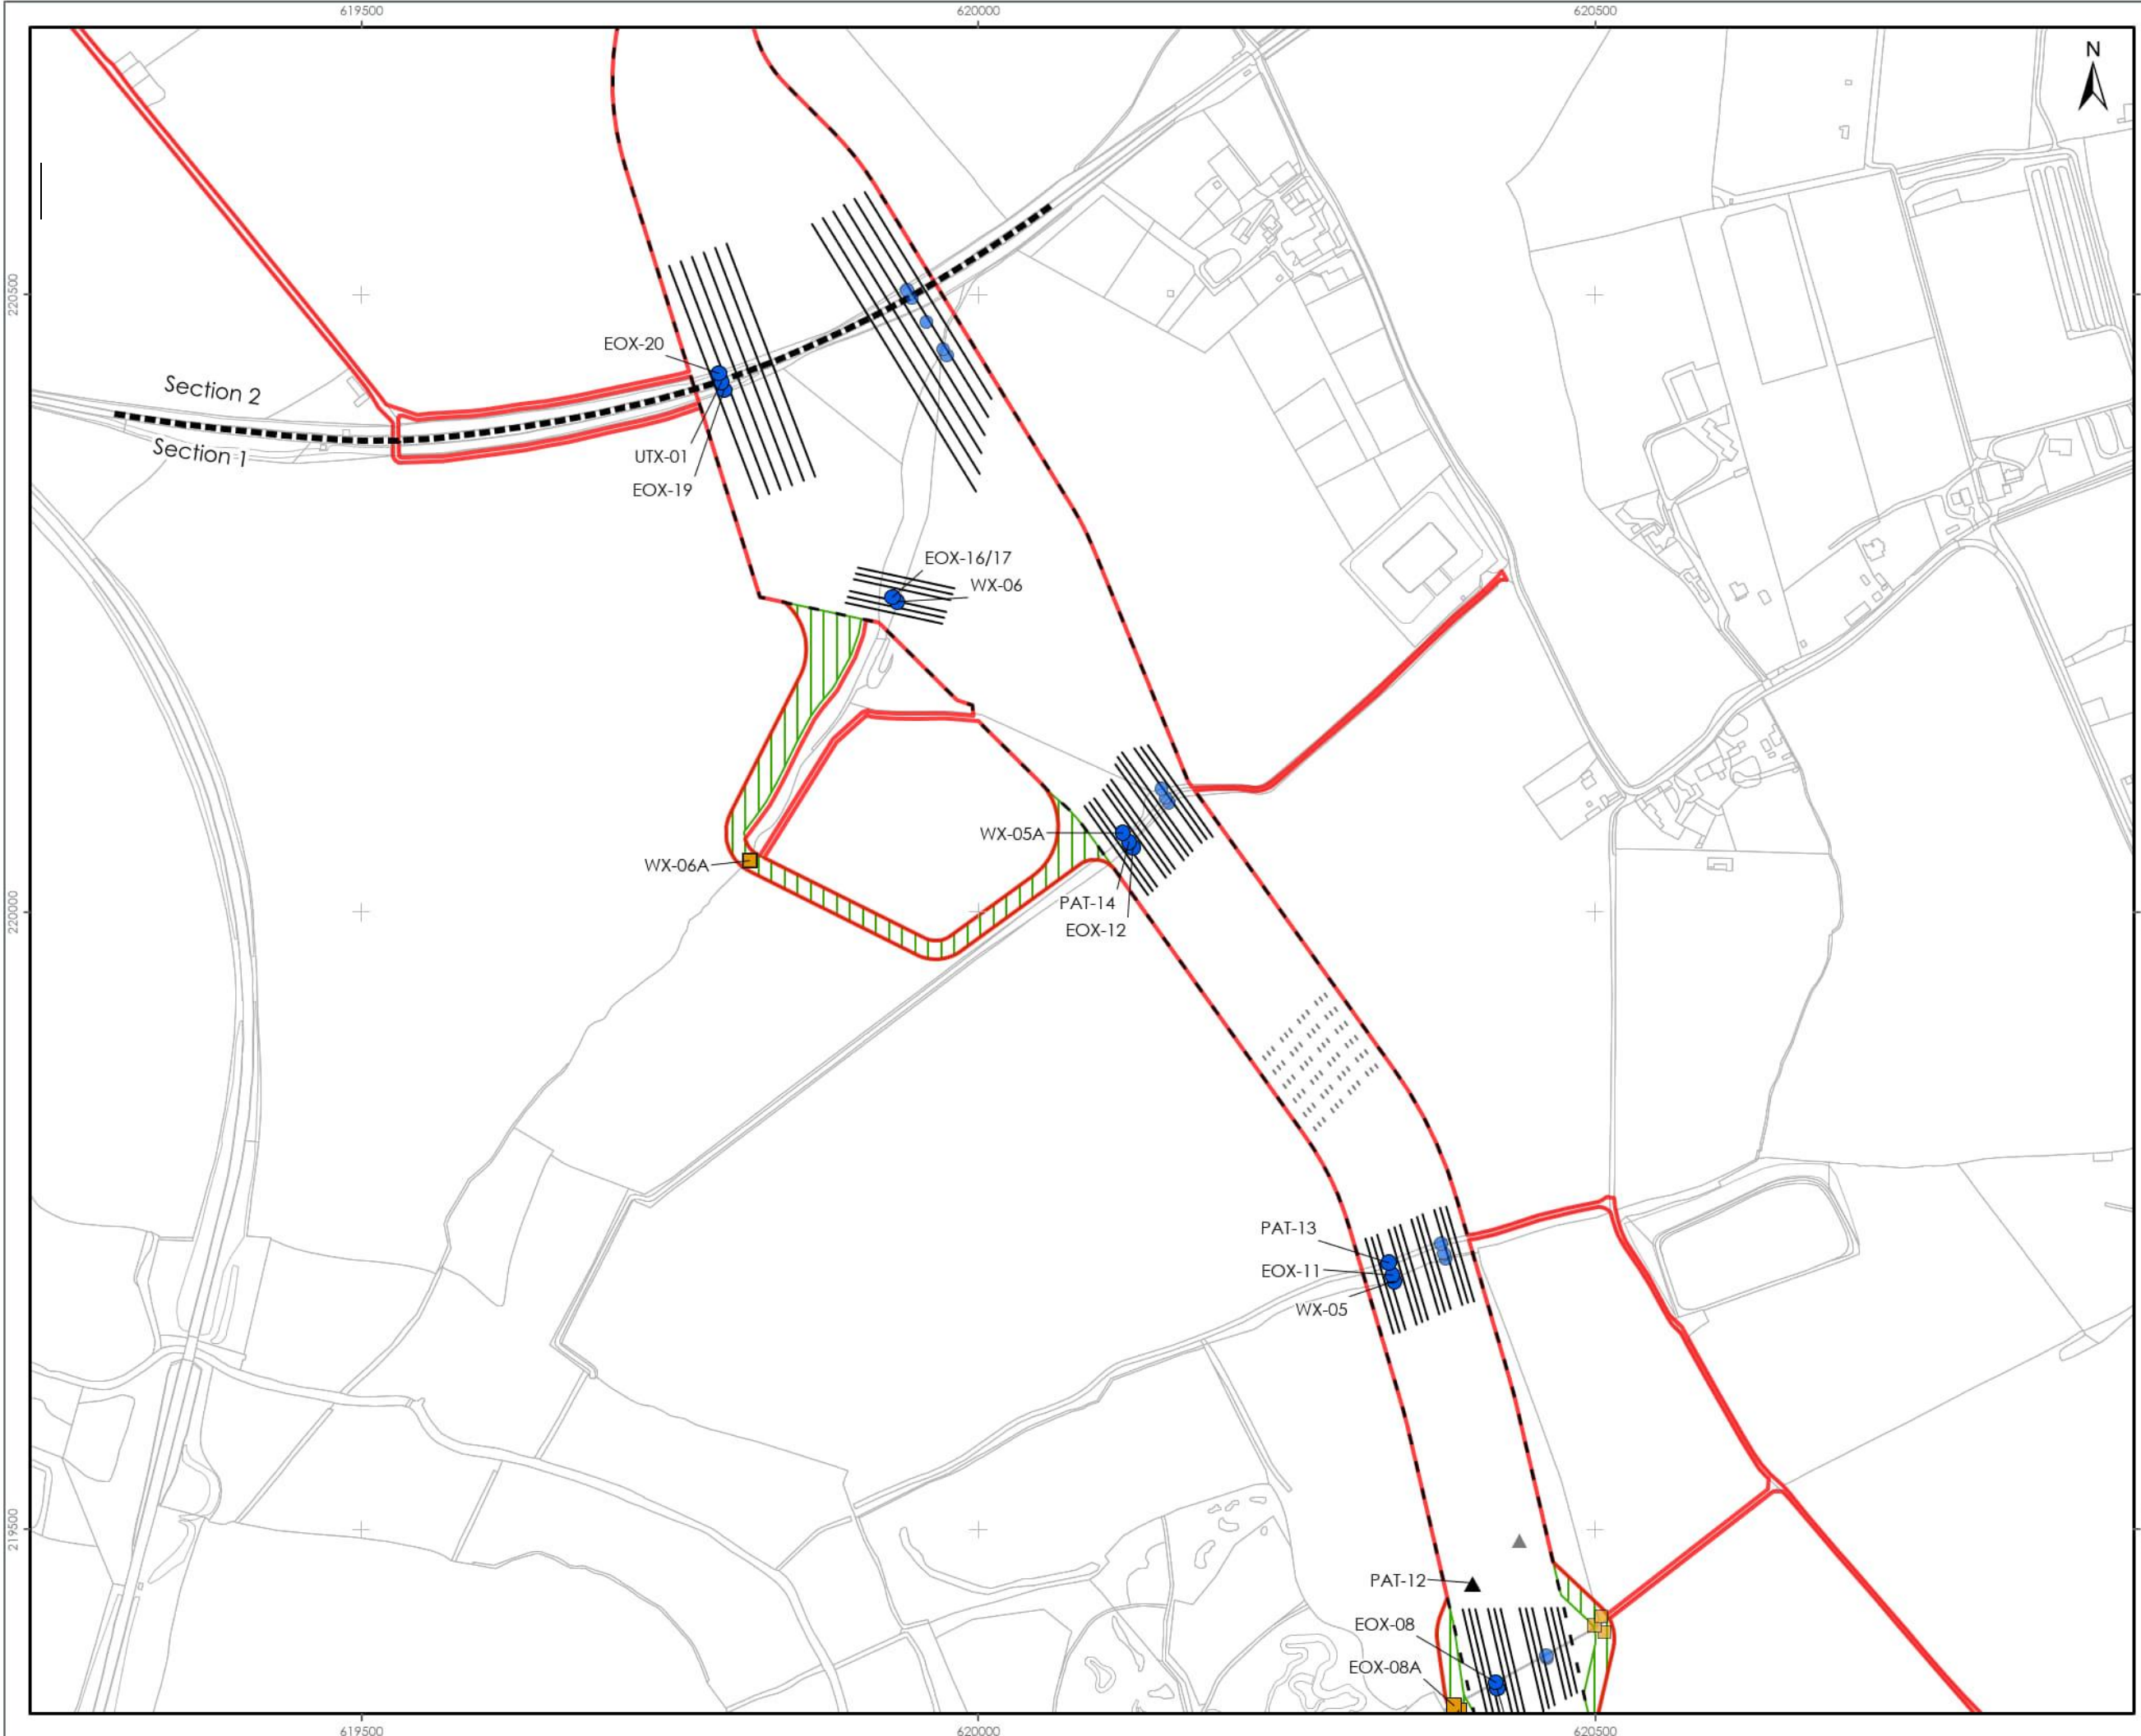 619500
620000
620500
N
220500
EOX-20
Section 2
Section 1
UTX-01
EOX-19
EOX-16/17
WX-06
WX-05A
WX-06A
PAT-14
EOX-12
220000
PAT-13
EOX-11
WX-05
219500
PAT-12
EOX-08
EOX-08A
619500
620000
620500